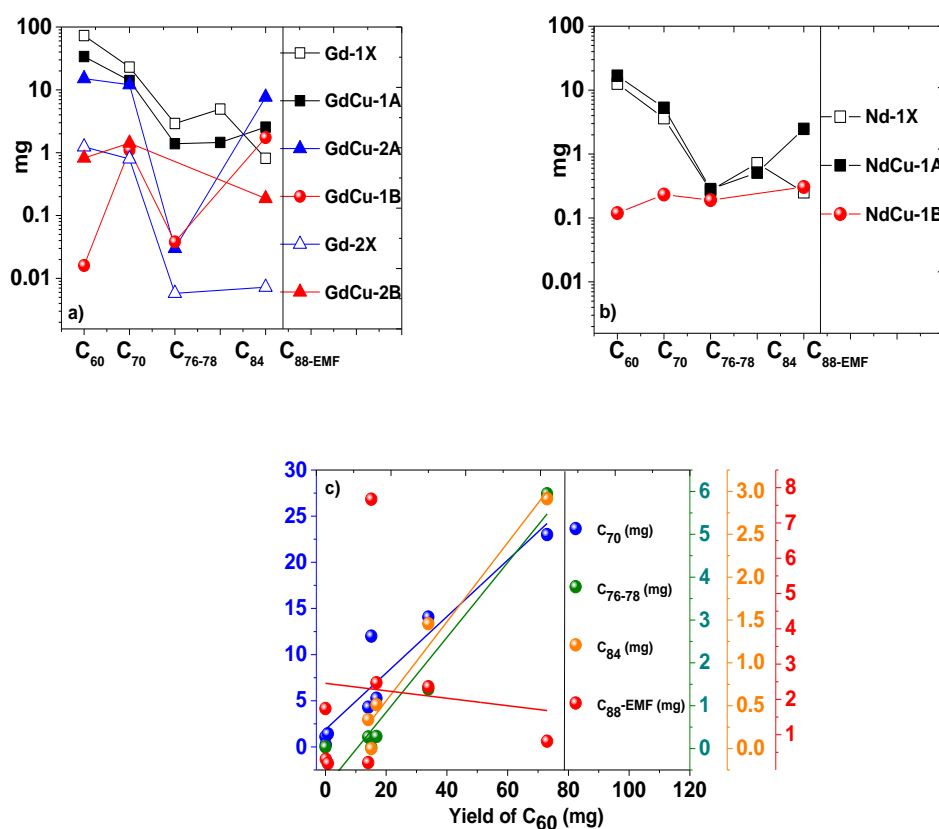 100
10
1
0.1
0.01
mg
a)
C60 C70 C76-78 C84 C88-EMF
Gd-1X
GdCu-1A
GdCu-2A
GdCu-1B
Gd-2X
GdCu-2B
100
10
1
0.1
0.01
mg
b)
C60 C70 C76-78 C84 C88-EMF
Nd-1X
NdCu-1A
NdCu-1B
30
25
20
15
10
5
0
c)
C70 (mg)
C76-78 (mg)
C84 (mg)
C88-EMF (mg)
6
5
4
3
2
1
0
3.0
2.5
2.0
1.5
1.0
0.5
0.0
8
7
6
5
4
3
2
1
0 20 40 60 80 100 120
Yield of C60 (mg)